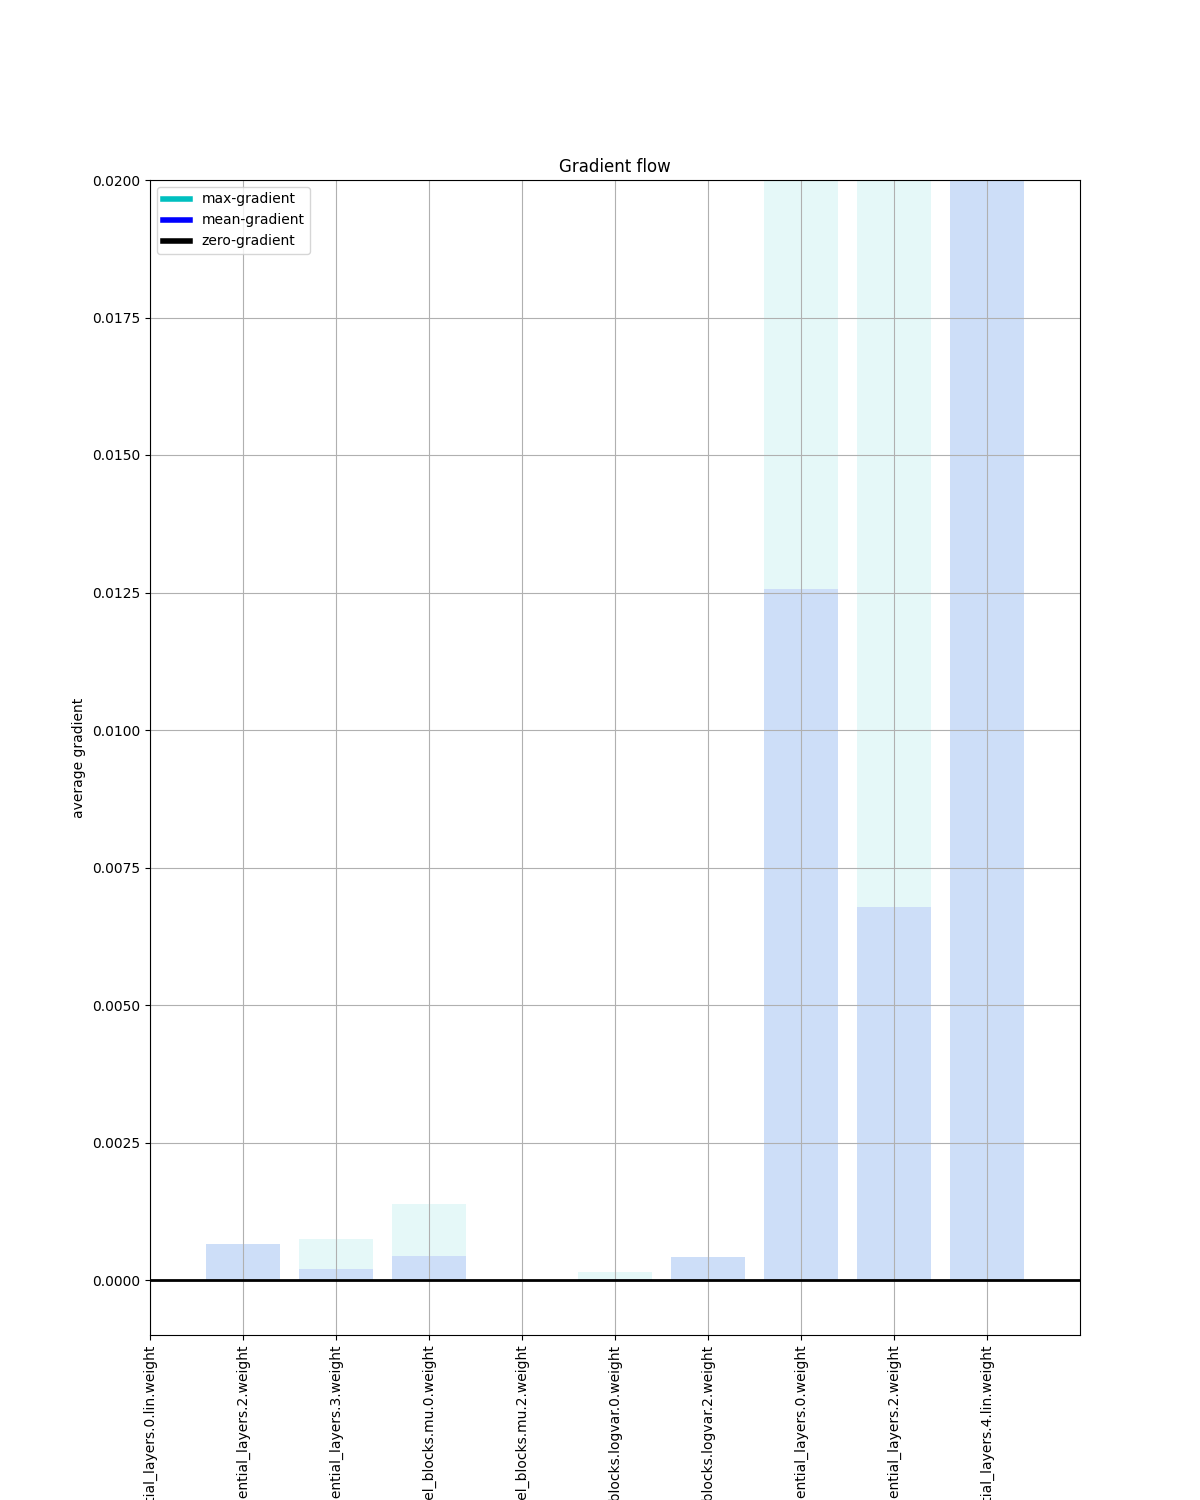 Gradient flow
max-gradient
mean-gradient
zero-gradient
0.0200
0.0175
0.0150
0.0125
0.0100
0.0075
0.0050
0.0025
0.0000
average gradient
tial_layers.0.lin.weight
ential_layers.2.weight
ential_layers.3.weight
el_blocks.mu.0.weight
el_blocks.mu.2.weight
blocks.logvar.0.weight
blocks.logvar.2.weight
ential_layers.0.weight
ential_layers.2.weight
tial_layers.4.lin.weight